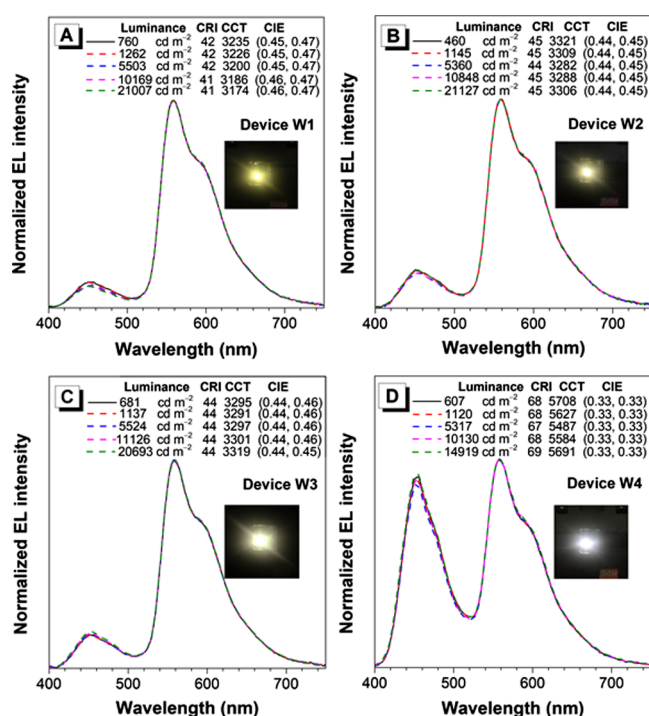 A
Luminance CRI CCT CIE
760 cd m⁻² 42 3235 (0.45, 0.47)
1262 cd m⁻² 42 3226 (0.45, 0.47)
5503 cd m⁻² 42 3200 (0.45, 0.47)
10169 cd m⁻² 41 3186 (0.46, 0.47)
21007 cd m⁻² 41 3174 (0.46, 0.47)
Device W1
Normalized EL intensity
400 500 600 700
Wavelength (nm)
B
Luminance CRI CCT CIE
460 cd m⁻² 45 3321 (0.44, 0.45)
1145 cd m⁻² 45 3309 (0.44, 0.45)
5360 cd m⁻² 44 3282 (0.44, 0.45)
10848 cd m⁻² 45 3288 (0.44, 0.45)
21127 cd m⁻² 45 3306 (0.44, 0.45)
Device W2
Normalized EL intensity
400 500 600 700
Wavelength (nm)
C
Luminance CRI CCT CIE
681 cd m⁻² 44 3295 (0.44, 0.46)
1137 cd m⁻² 44 3291 (0.44, 0.46)
5524 cd m⁻² 44 3297 (0.44, 0.46)
11126 cd m⁻² 44 3301 (0.44, 0.46)
20693 cd m⁻² 44 3319 (0.44, 0.45)
Device W3
Normalized EL intensity
400 500 600 700
Wavelength (nm)
D
Luminance CRI CCT CIE
607 cd m⁻² 68 5708 (0.33, 0.33)
1120 cd m⁻² 68 5627 (0.33, 0.33)
5317 cd m⁻² 67 5487 (0.33, 0.33)
10130 cd m⁻² 68 5584 (0.33, 0.33)
14919 cd m⁻² 69 5691 (0.33, 0.33)
Device W4
Normalized EL intensity
400 500 600 700
Wavelength (nm)